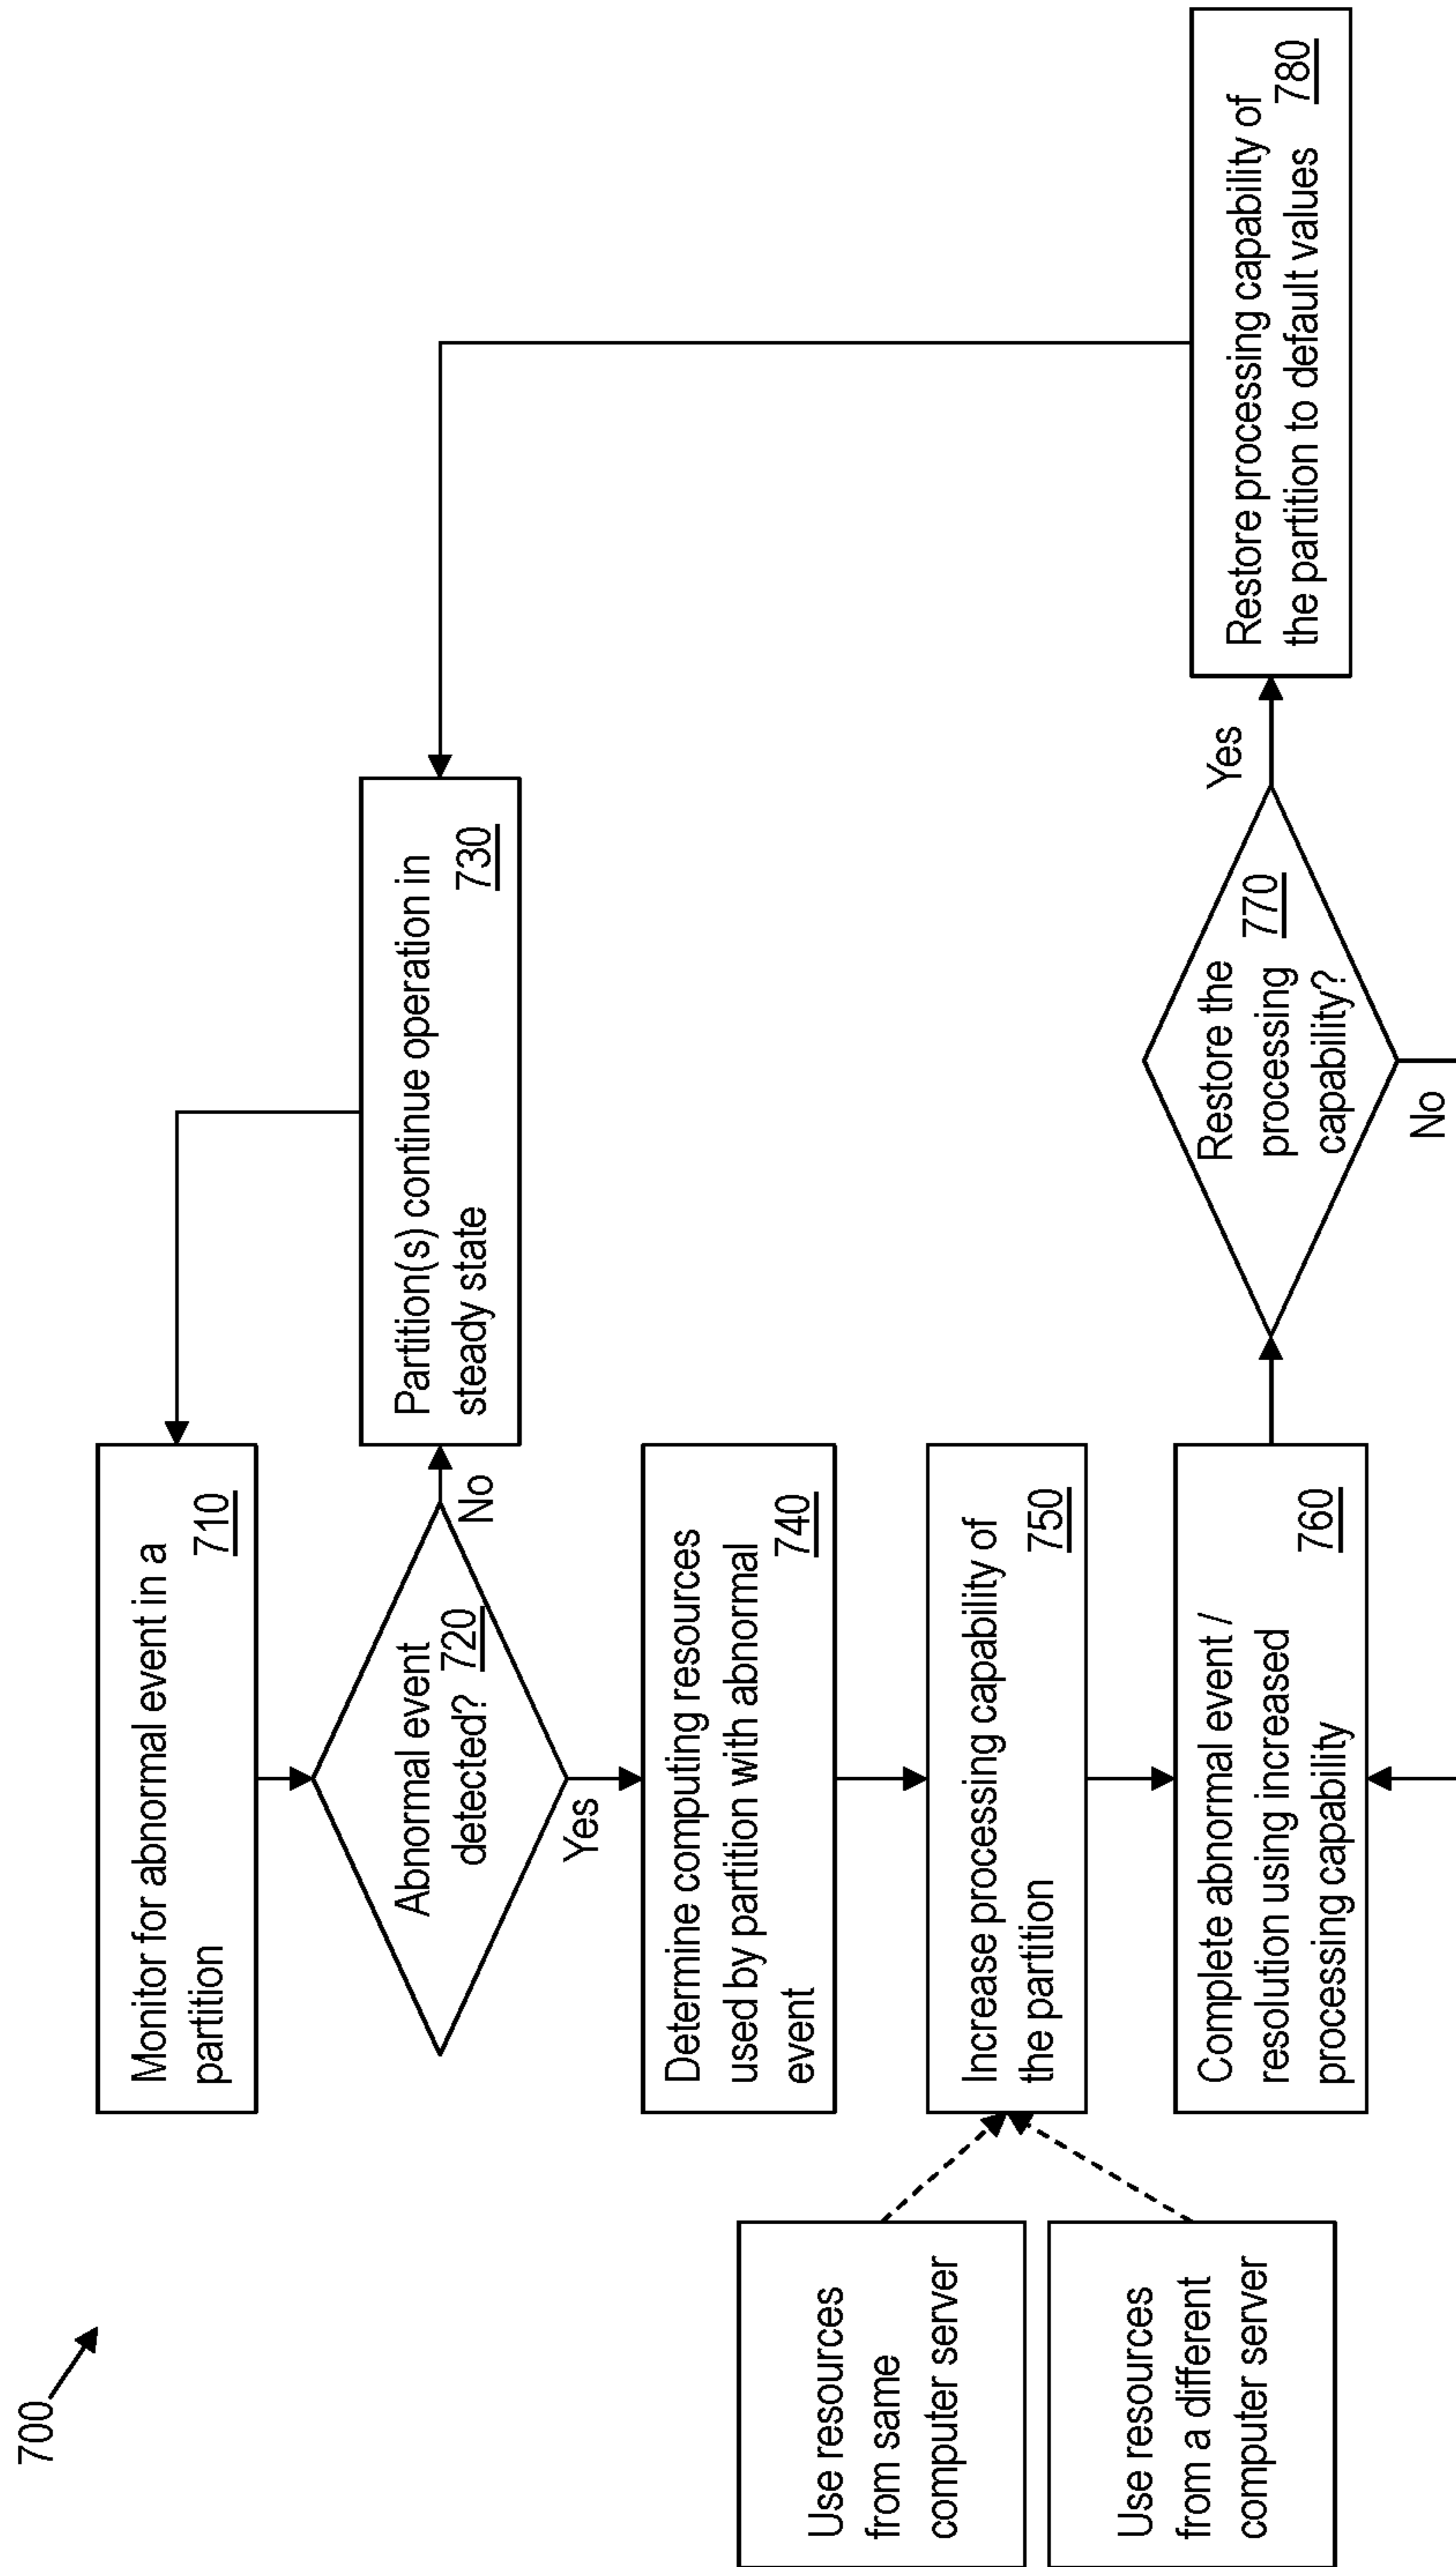 700
Monitor for abnormal event in a
partition 710
Abnormal event
detected? 720
No
Yes
Partition(s) continue operation in
steady state 730
Determine computing resources
used by partition with abnormal
event 740
Use resources
from same
computer server
Use resources
from a different
computer server
Increase processing capability of
the partition 750
Complete abnormal event /
resolution using increased
processing capability 760
Restore the
processing 770
capability?
Yes
No
Restore processing capability of
the partition to default values 780